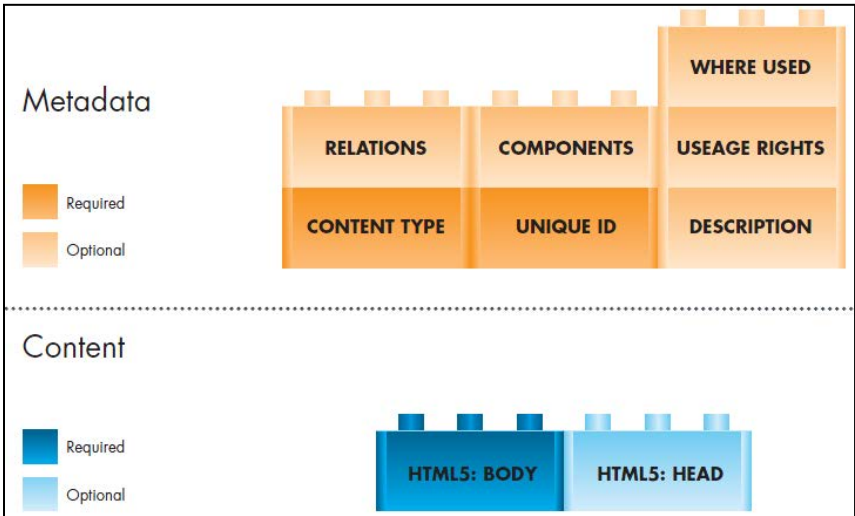 Metadata
Required
Optional
WHERE USED
RELATIONS
COMPONENTS
USEAGE RIGHTS
CONTENT TYPE
UNIQUE ID
DESCRIPTION
Content
Required
Optional
HTML5: BODY
HTML5: HEAD